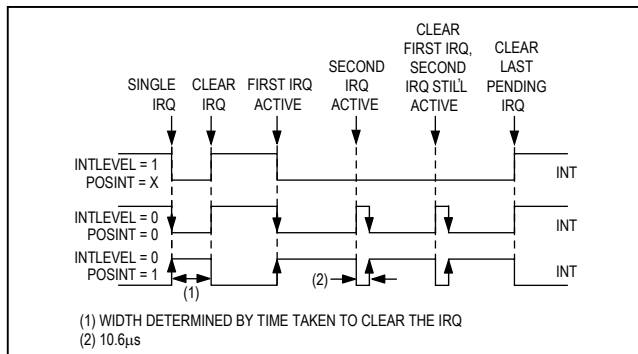 SINGLE
IRQ
CLEAR
IRQ
FIRST IRQ
ACTIVE
SECOND
IRQ
ACTIVE
CLEAR
FIRST IRQ,
SECOND
IRQ STILL
ACTIVE
CLEAR
LAST
PENDING
IRQ
INTLEVEL = 1
POSINT = X
INT
INTLEVEL = 0
POSINT = 0
INT
INTLEVEL = 0
POSINT = 1
INT
(1)
(2)
(1) WIDTH DETERMINED BY TIME TAKEN TO CLEAR THE IRQ
(2) 10.6µs